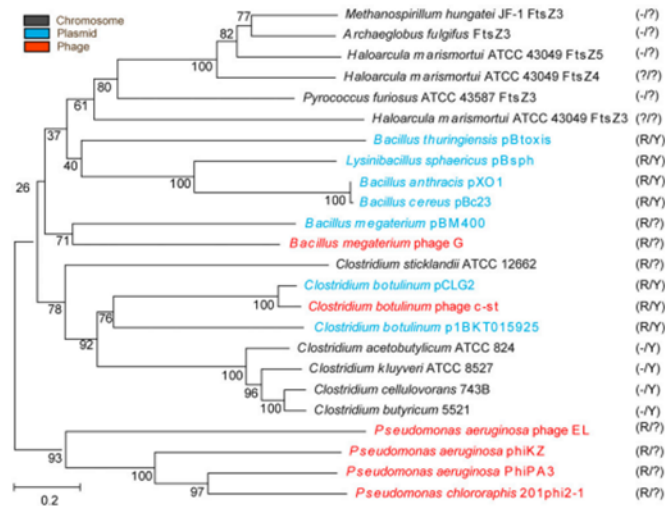 Chromosome
Plasmid
Phage
Methanospirillum hungatei JF-1 FtsZ3 (-/?)
Archaeglobus fulgifus FtsZ3 (-/?)
Haloarcula marismortui ATCC 43049 FtsZ5 (-/?)
Haloarcula marismortui ATCC 43049 FtsZ4 (?/?)
Pyrococcus furiosus ATCC 43587 FtsZ3 (-/?)
Haloarcula marismortui ATCC 43049 FtsZ3 (?/?)
Bacillus thuringiensis pBtoxis (R/Y)
Lysinibacillus sphaericus pBsph (R/Y)
Bacillus anthracis pXO1 (R/Y)
Bacillus cereus pBc23 (R/Y)
Bacillus megaterium pBM400 (R/?)
Bacillus megaterium phage G (R/?)
Clostridium sticklandii ATCC 12662 (R/?)
Clostridium botulinum pCLG2 (R/Y)
Clostridium botulinum phage c-st (R/Y)
Clostridium botulinum p1BKT015925 (R/Y)
Clostridium acetobutylicum ATCC 824 (-/Y)
Clostridium kluyveri ATCC 8527 (-/Y)
Clostridium cellulovorans 743B (-/Y)
Clostridium butyricum 5521 (-/Y)
Pseudomonas aeruginosa phage EL (R/?)
Pseudomonas aeruginosa phiKZ (R/?)
Pseudomonas aeruginosa PhiPA3 (R/?)
Pseudomonas chlororaphis 201phi2-1 (R/?)
77
82
100
80
61
37
40
100
100
26
71
78
100
76
92
100
96
100
93
100
97
0.2